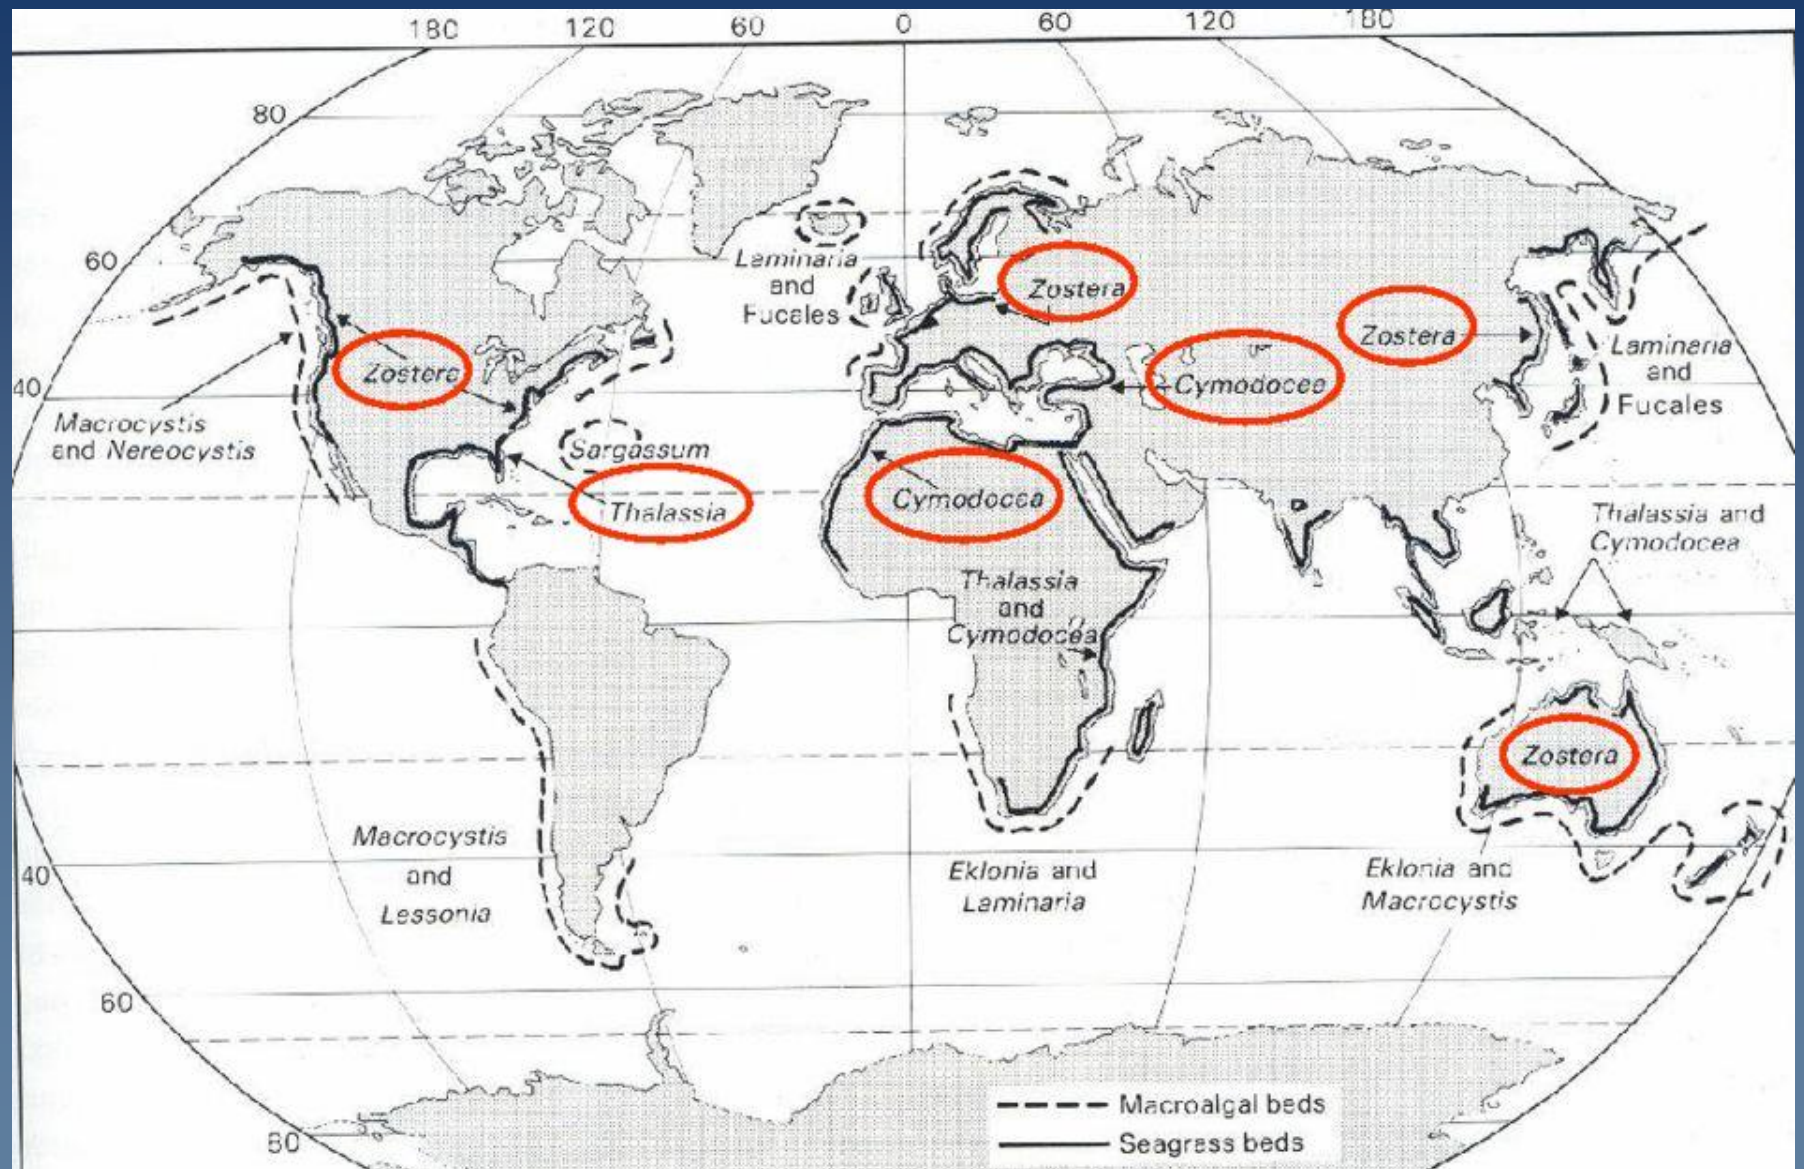 180 120 60 0 60 120 180
80
60
40
Laminaria
and
Fucales
Zostera
Zostera
Zostera
Cymodocea
Laminaria
and
Fucales
Macrocystis
and Nereocystis
Sargassum
Thalassia
Cymodocea
Thalassia and
Cymodocea
Thalassia
and
Cymodocea
Zostera
Macrocystis
and
Lessonia
Eklonia and
Laminaria
Eklonia and
Macrocystis
40
60
80
Macroalgal beds
Seagrass beds